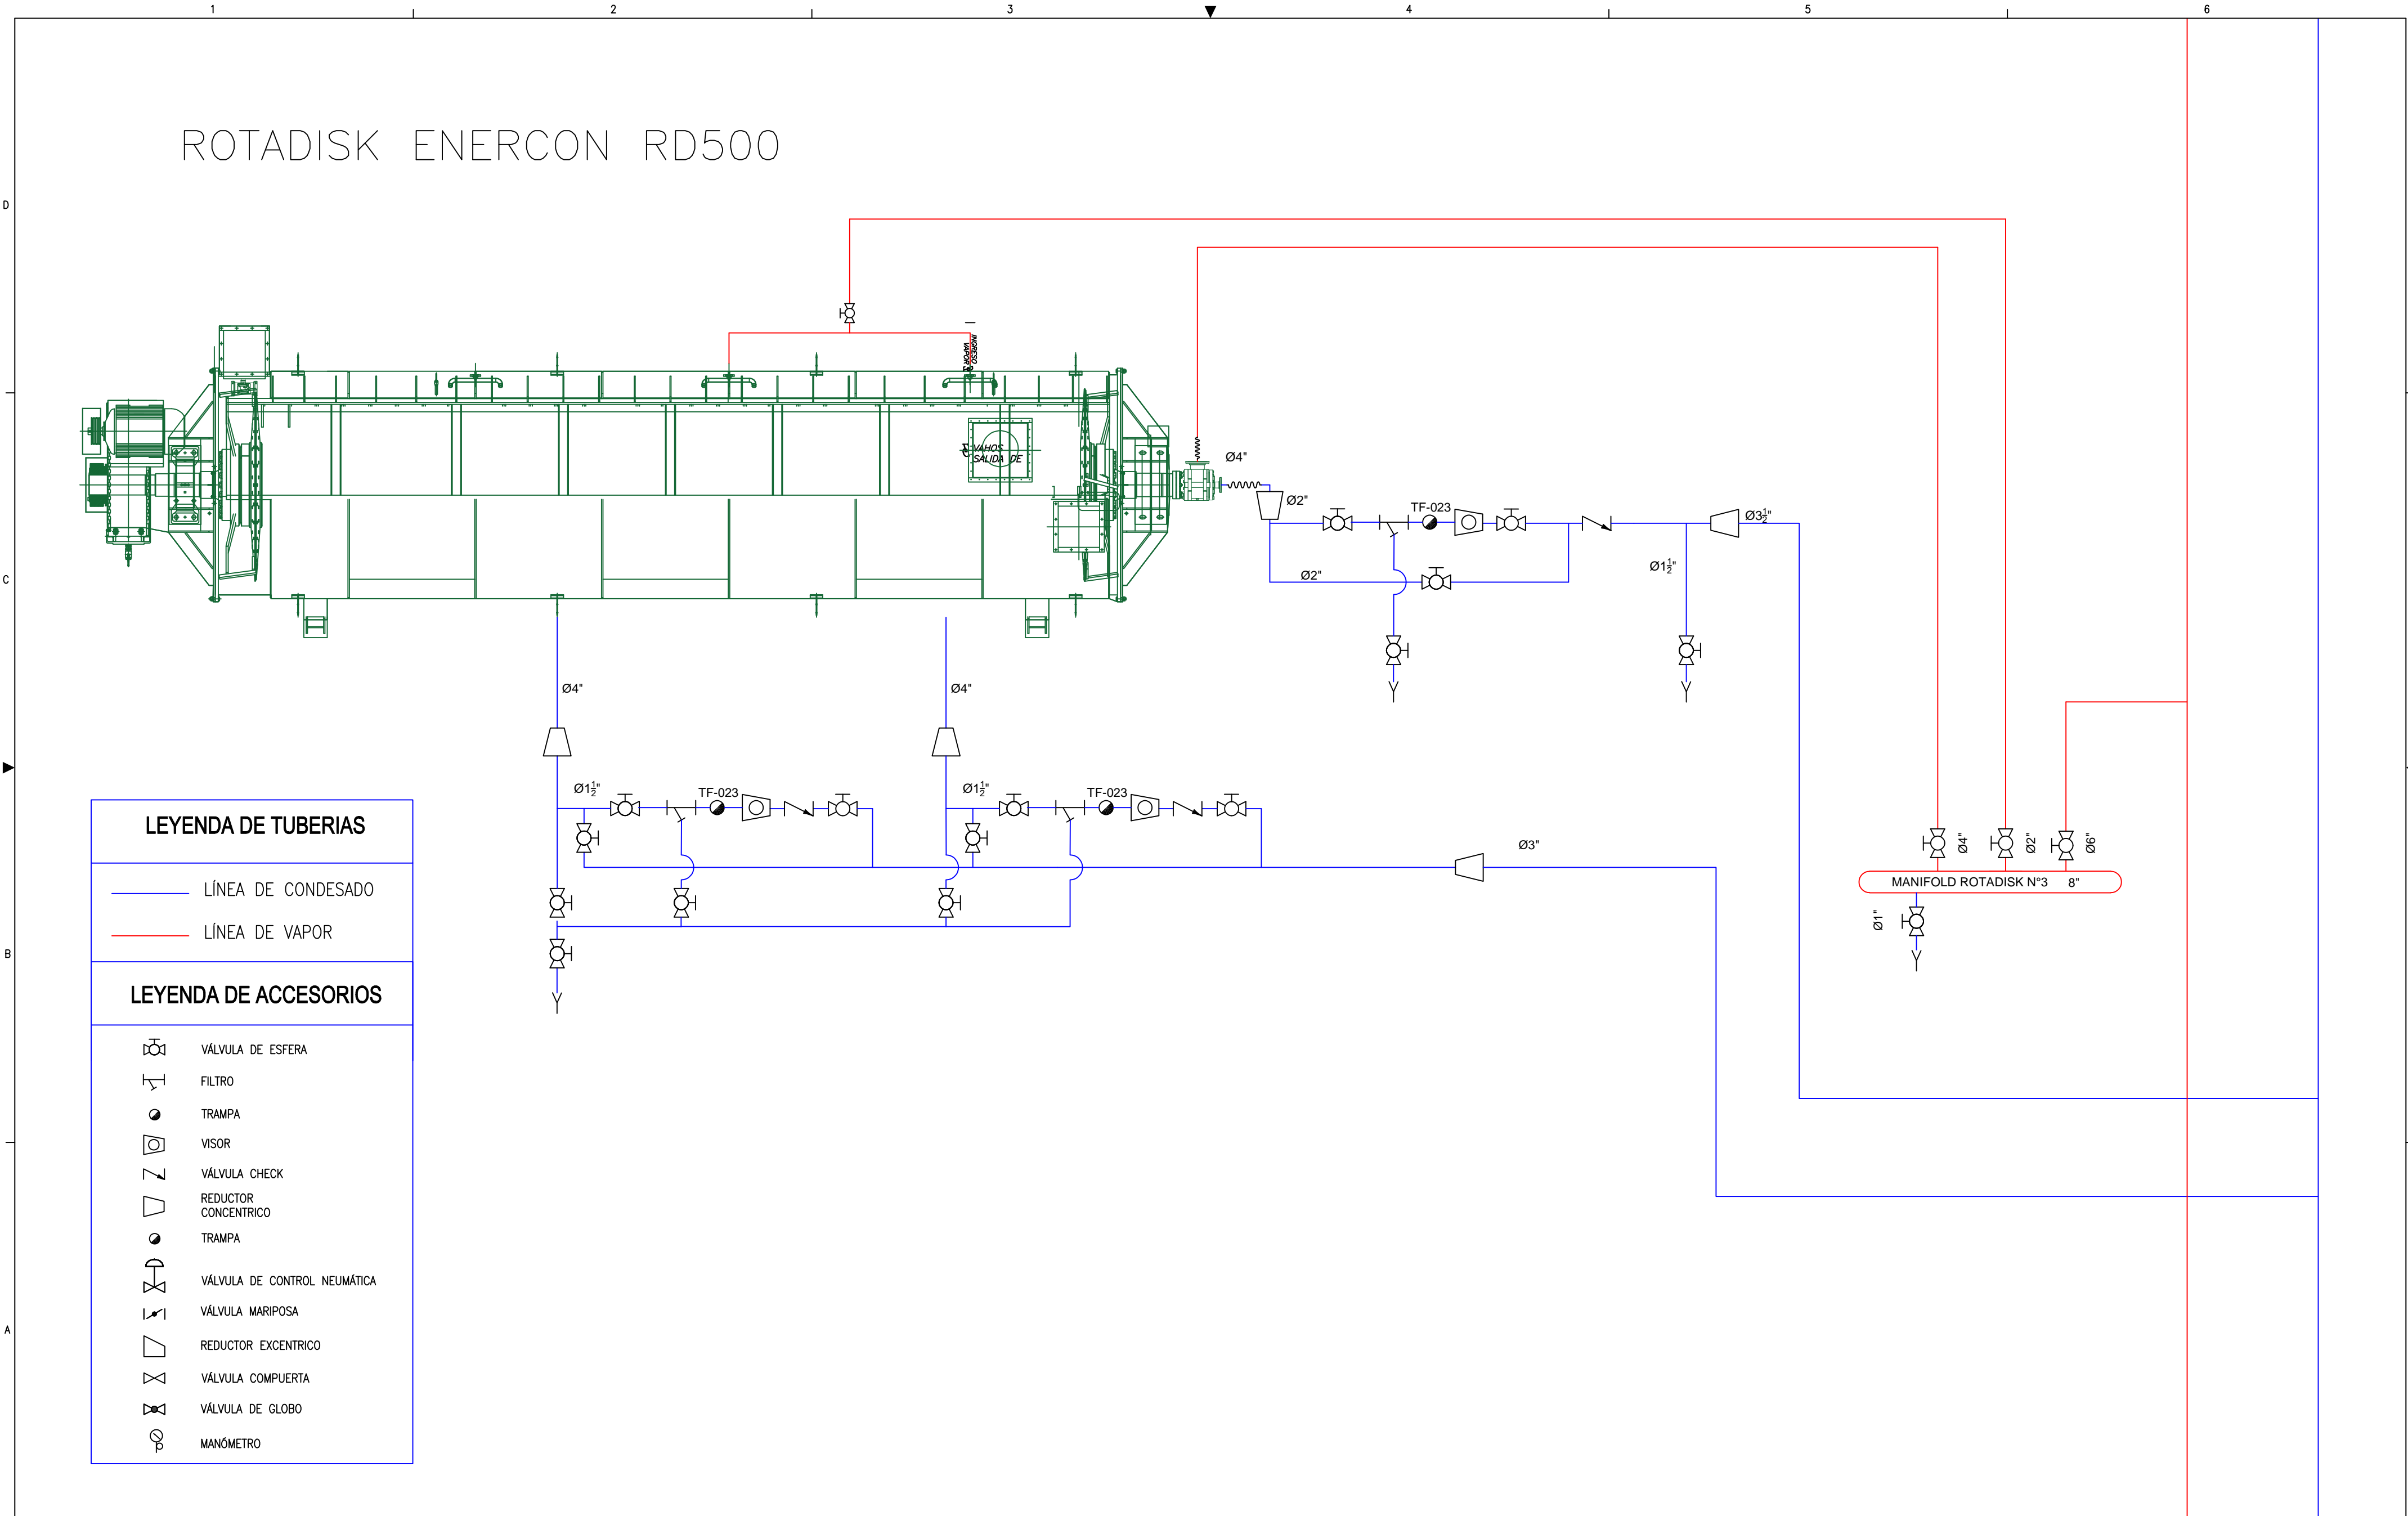 1 2 3 4 5 6
ROTADISK ENERCON RD500
D
INGRESO
VAPOR
VAHOS
SALIDA DE
Ø4"
Ø2"
TF-023
Ø3½"
C
Ø2"
Ø1½"
Ø4"
Ø4"
Ø1½"
TF-023
Ø1½"
TF-023
Ø3"
Ø4"
Ø2"
Ø6"
MANIFOLD ROTADISK N°3 8"
Ø1"
B
LEYENDA DE TUBERIAS
LÍNEA DE CONDESADO
LÍNEA DE VAPOR
LEYENDA DE ACCESORIOS
VÁLVULA DE ESFERA
FILTRO
TRAMPA
VISOR
VÁLVULA CHECK
REDUCTOR
CONCENTRICO
TRAMPA
VÁLVULA DE CONTROL NEUMÁTICA
VÁLVULA MARIPOSA
A
REDUCTOR EXCENTRICO
VÁLVULA COMPUERTA
VÁLVULA DE GLOBO
MANÓMETRO